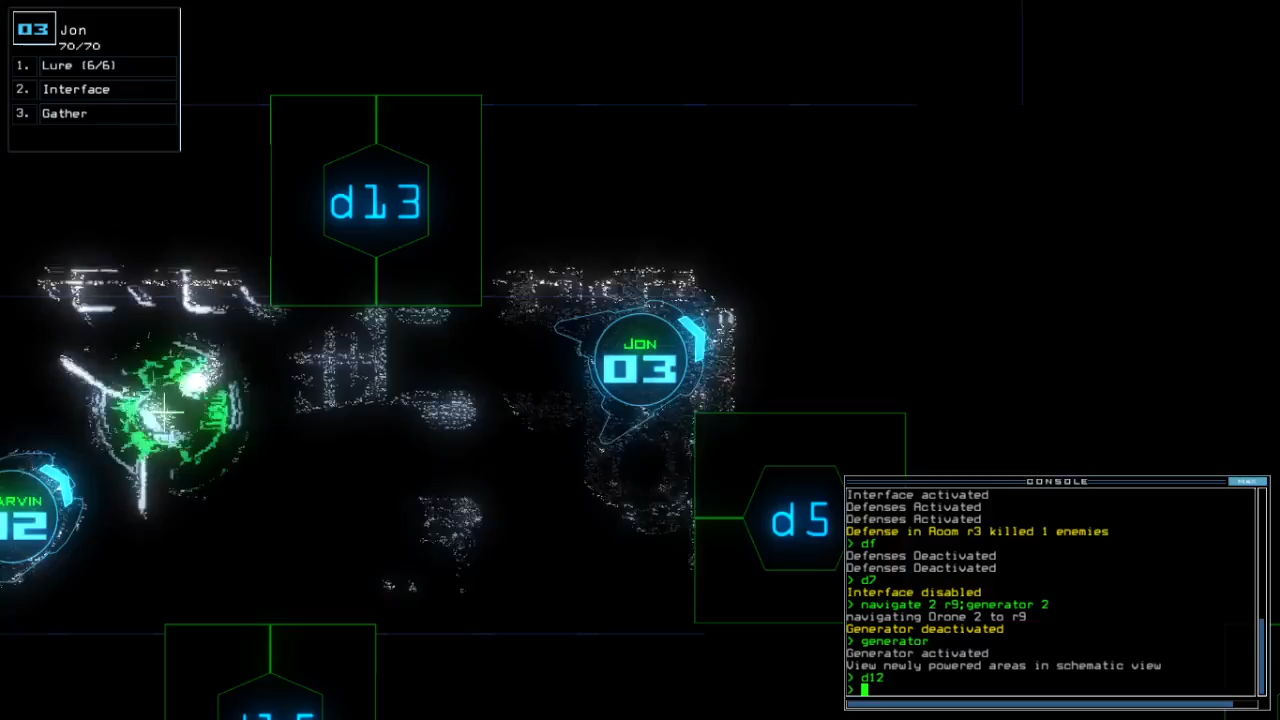 03 Jon
70/70
1. Lure (6/6)
2. Interface
3. Gather
d13
JON
03
ARVIN
12
d5
CONSOLE
Interface activated
Defenses Activated
Defenses Activated
Defense in Room r3 killed 1 enemies
> df
Defenses Deactivated
Defenses Deactivated
> d7
Interface disabled
> navigate 2 r9;generator 2
navigating Drone 2 to r9
Generator deactivated
> generator
Generator activated
View newly powered areas in schematic view
> d12
>